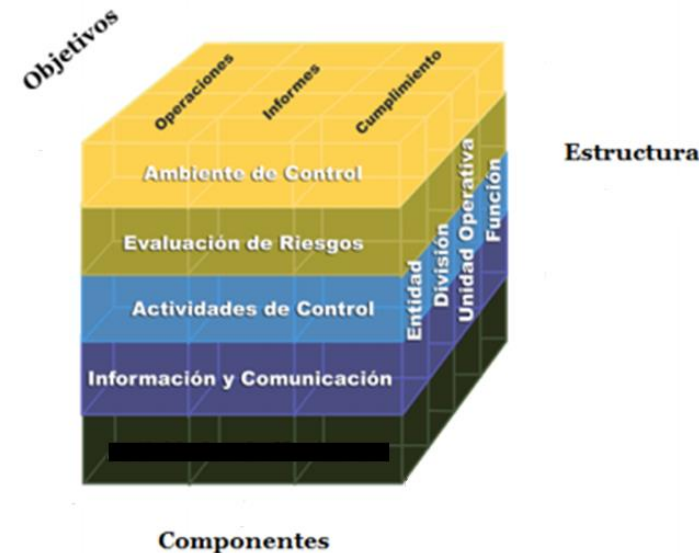 Objetivos
Operaciones
Informes
Cumplimiento
Estructura
Ambiente de Control
Evaluación de Riesgos
Actividades de Control
Información y Comunicación
Entidad
División
Unidad Operativa
Función
Componentes